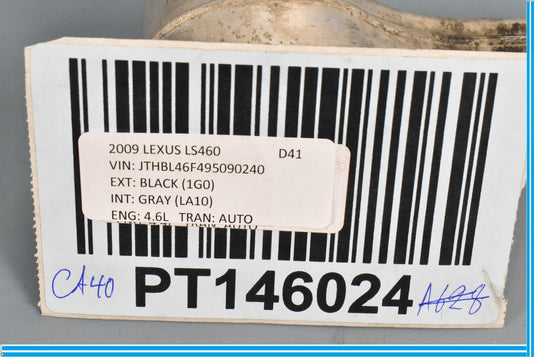 2009 LEXUS LS460 D41
VIN: JTHBL46F495090240
EXT: BLACK (1G0)
INT: GRAY (LA10)
ENG: 4.6L TRAN: AUTO
CA40 PT146024 A628